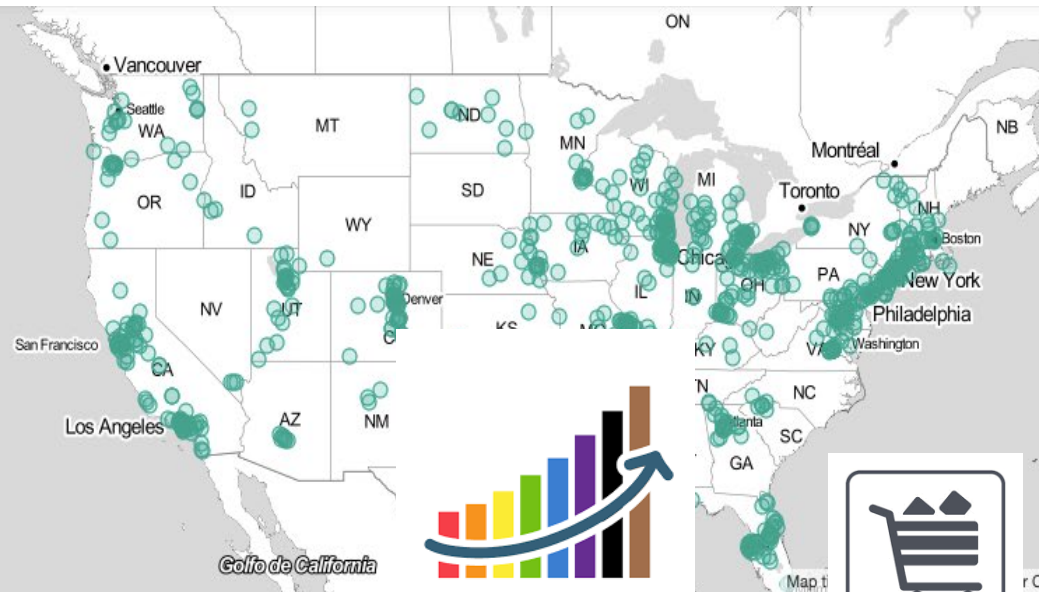 ON
Vancouver
Seattle
WA
MT
ND
MN
NB
Montréal
OR
ID
SD
WI
MI
Toronto
NH
WY
NY
Boston
NE
IA
Chica
PA
New York
NV
UT
Denver
IL
IN
OH
Philadelphia
San Francisco
KS
KY
VA
Washington
CA
Los Angeles
AZ
NM
TN
NC
SC
GA
Golfo de California